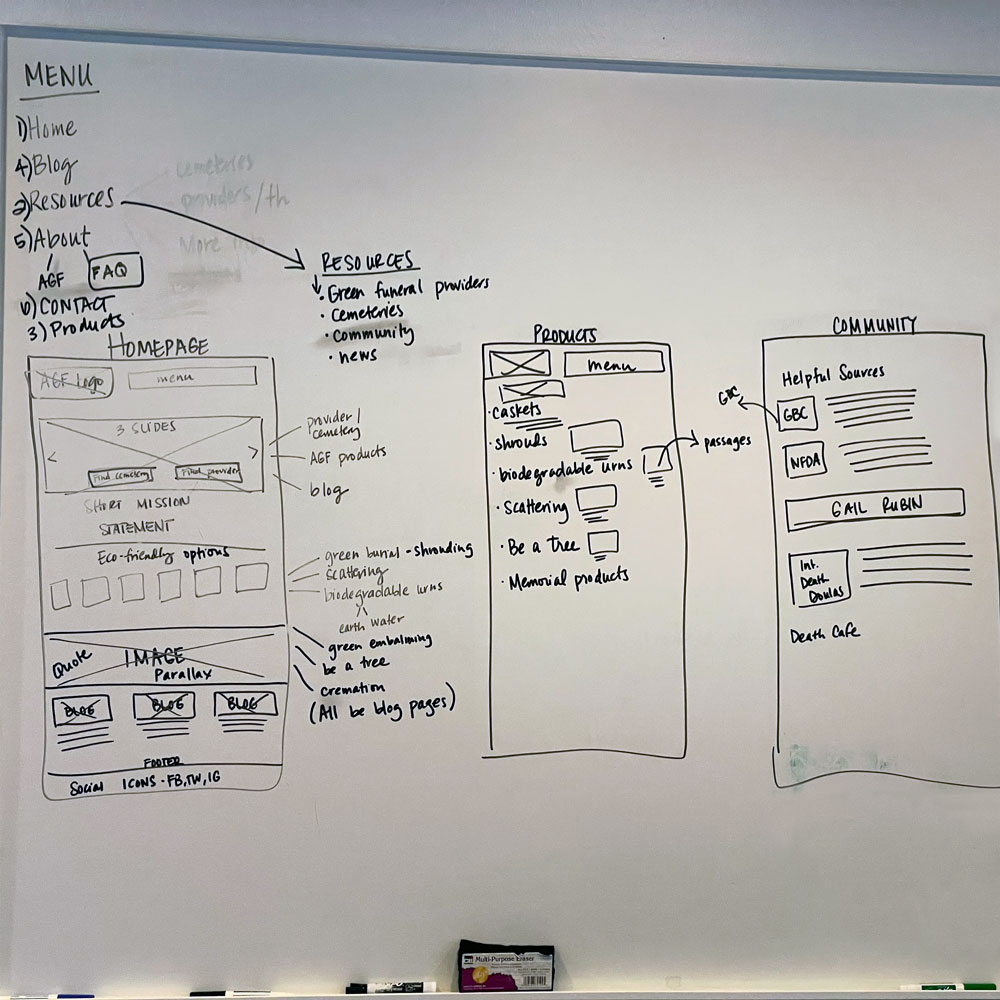 MENU
1) Home
4) Blog
2) Resources
5) About
AGF
FAQ
6) CONTACT
3) Products
cemeteries
providers/th
More info
RESOURCES
· Green funeral providers
· Cemeteries
· Community
· news
HOMEPAGE
AGF Logo
menu
3 SLIDES
< >
Find cemetery
Find provider
SHORT MISSION
STATEMENT
Eco-friendly options
Quote
IMAGE
Parallax
BLOG BLOG BLOG
FOOTER
Social ICONS - FB, TW, IG
provider/
cemetery
AGF products
blog
green burial - shrouding
scattering
biodegradable urns
earth water
green embalming
be a tree
cremation
(All be blog pages)
PRODUCTS
menu
· caskets
· shrouds
· biodegradable urns
passages
· Scattering
· Be a tree
· Memorial products
COMMUNITY
Helpful Sources
GBC
GBC
NFDA
GAIL RUBIN
Int.
Death
Doulas
Death Cafe
Multi-Purpose Eraser